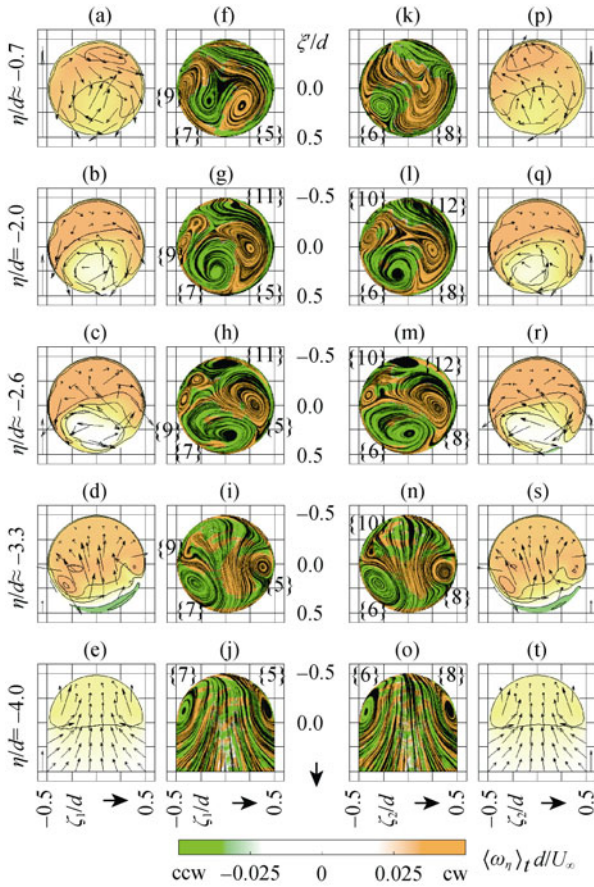 (a) (f) (k) (p)
η/d≈ −0.7
ξ'/d
0.0
0.5
{9} {7} {5} {6} {8}
(b) (g) (l) (q)
η/d= −2.0
−0.5
0.0
0.5
{11} {9} {7} {5} {10} {12} {6} {8}
(c) (h) (m) (r)
η/d≈ −2.6
−0.5
0.0
0.5
{11} {9} {7} {5} {10} {12} {6} {8}
(d) (i) (n) (s)
η/d≈ −3.3
−0.5
0.0
0.5
{9} {7} {5} {10} {6} {8}
(e) (j) (o) (t)
η/d= −4.0
−0.5
0.0
{7} {5} {6} {8}
−0.5 ζ₁/d 0.5 −0.5 ζ₁/d 0.5 −0.5 ζ₂/d 0.5 −0.5 ζ₂/d 0.5
ccw −0.025 0 0.025 cw
⟨ω_η⟩_t d/U_∞